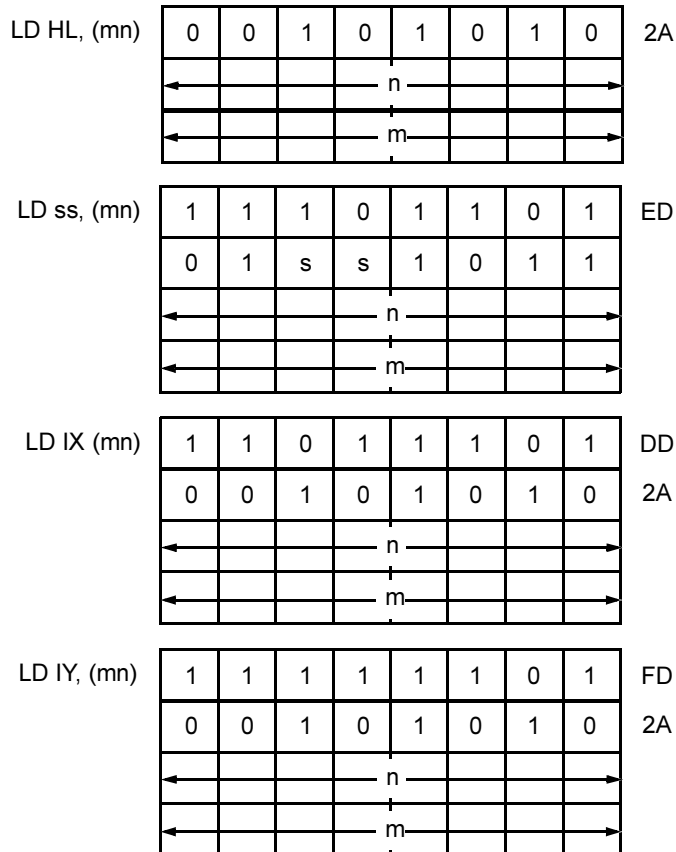 LD HL, (mn) 0 0 1 0 1 0 1 0 2A
n
m
LD ss, (mn) 1 1 1 0 1 1 0 1 ED
0 1 s s 1 0 1 1
n
m
LD IX (mn) 1 1 0 1 1 1 0 1 DD
0 0 1 0 1 0 1 0 2A
n
m
LD IY, (mn) 1 1 1 1 1 1 0 1 FD
0 0 1 0 1 0 1 0 2A
n
m